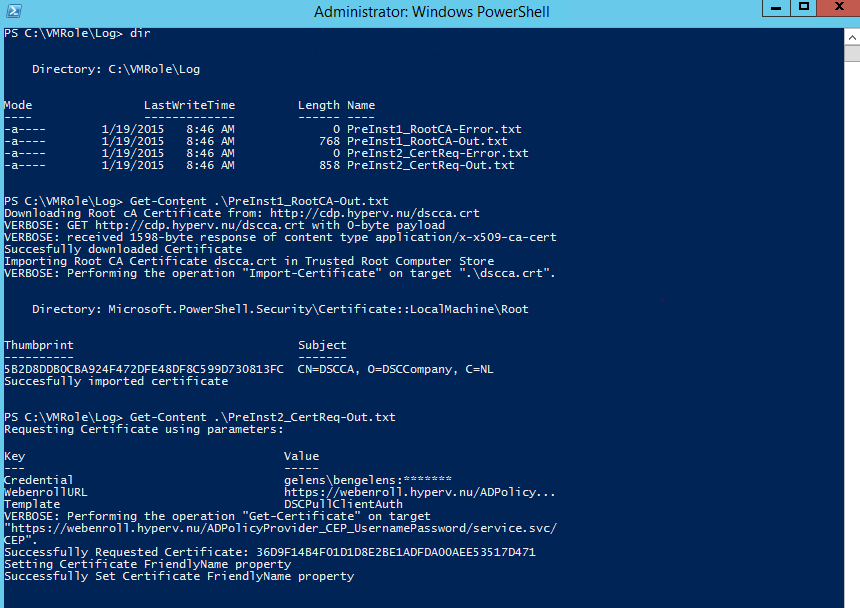 Administrator: Windows PowerShell
PS C:\VMRole\Log> dir
Directory: C:\VMRole\Log
Mode LastWriteTime Length Name
---- ------------- ------ ----
-a---- 1/19/2015 8:46 AM 0 PreInst1_RootCA-Error.txt
-a---- 1/19/2015 8:46 AM 768 PreInst1_RootCA-Out.txt
-a---- 1/19/2015 8:46 AM 0 PreInst2_CertReq-Error.txt
-a---- 1/19/2015 8:46 AM 858 PreInst2_CertReq-Out.txt
PS C:\VMRole\Log> Get-Content .\PreInst1_RootCA-Out.txt
Downloading Root cA Certificate from: http://cdp.hyperv.nu/dscca.crt
VERBOSE: GET http://cdp.hyperv.nu/dscca.crt with 0-byte payload
VERBOSE: received 1598-byte response of content type application/x-x509-ca-cert
Succesfully downloaded Certificate
Importing Root CA Certificate dscca.crt in Trusted Root Computer Store
VERBOSE: Performing the operation "Import-Certificate" on target ".\dscca.crt".
Directory: Microsoft.PowerShell.Security\Certificate::LocalMachine\Root
Thumbprint Subject
---------- -------
5B2D8DDB0CBA924F472DFE48DF8C599D730813FC CN=DSCCA, O=DSCCompany, C=NL
Succesfully imported certificate
PS C:\VMRole\Log> Get-Content .\PreInst2_CertReq-Out.txt
Requesting Certificate using parameters:
Key Value
--- -----
Credential gelens\bengelens:*******
WebenrollURL https://webenroll.hyperv.nu/ADPolicy...
Template DSCPullClientAuth
VERBOSE: Performing the operation "Get-Certificate" on target
"https://webenroll.hyperv.nu/ADPolicyProvider_CEP_UsernamePassword/service.svc/
CEP".
Successfully Requested Certificate: 36D9F14B4F01D1D8E2BE1ADFDA00AEE53517D471
Setting Certificate FriendlyName property
Successfully Set Certificate FriendlyName property